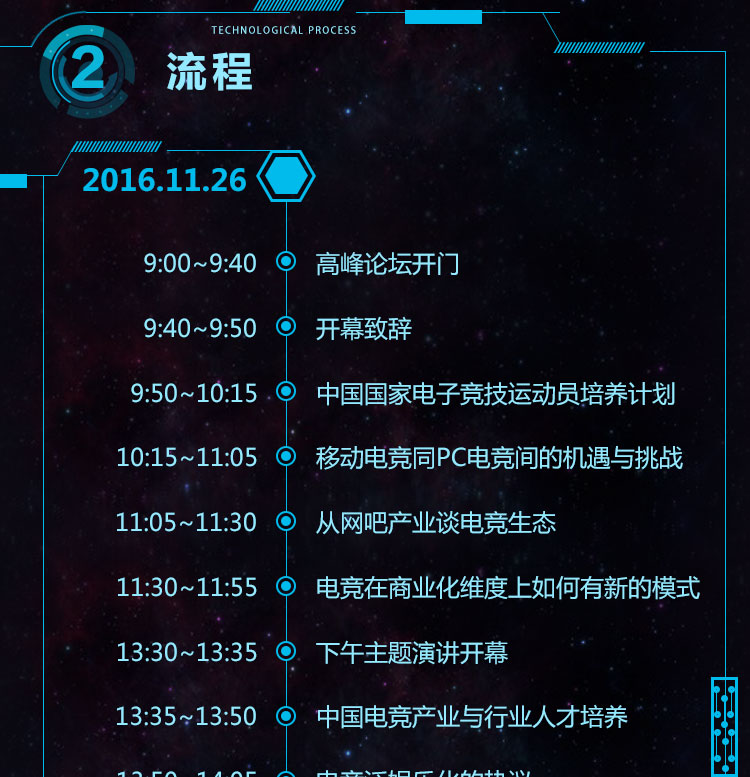 TECHNOLOGICAL PROCESS
2 流程
2016.11.26
9:00~9:40 高峰论坛开门
9:40~9:50 开幕致辞
9:50~10:15 中国国家电子竞技运动员培养计划
10:15~11:05 移动电竞同PC电竞间的机遇与挑战
11:05~11:30 从网吧产业谈电竞生态
11:30~11:55 电竞在商业化维度上如何有新的模式
13:30~13:35 下午主题演讲开幕
13:35~13:50 中国电竞产业与行业人才培养